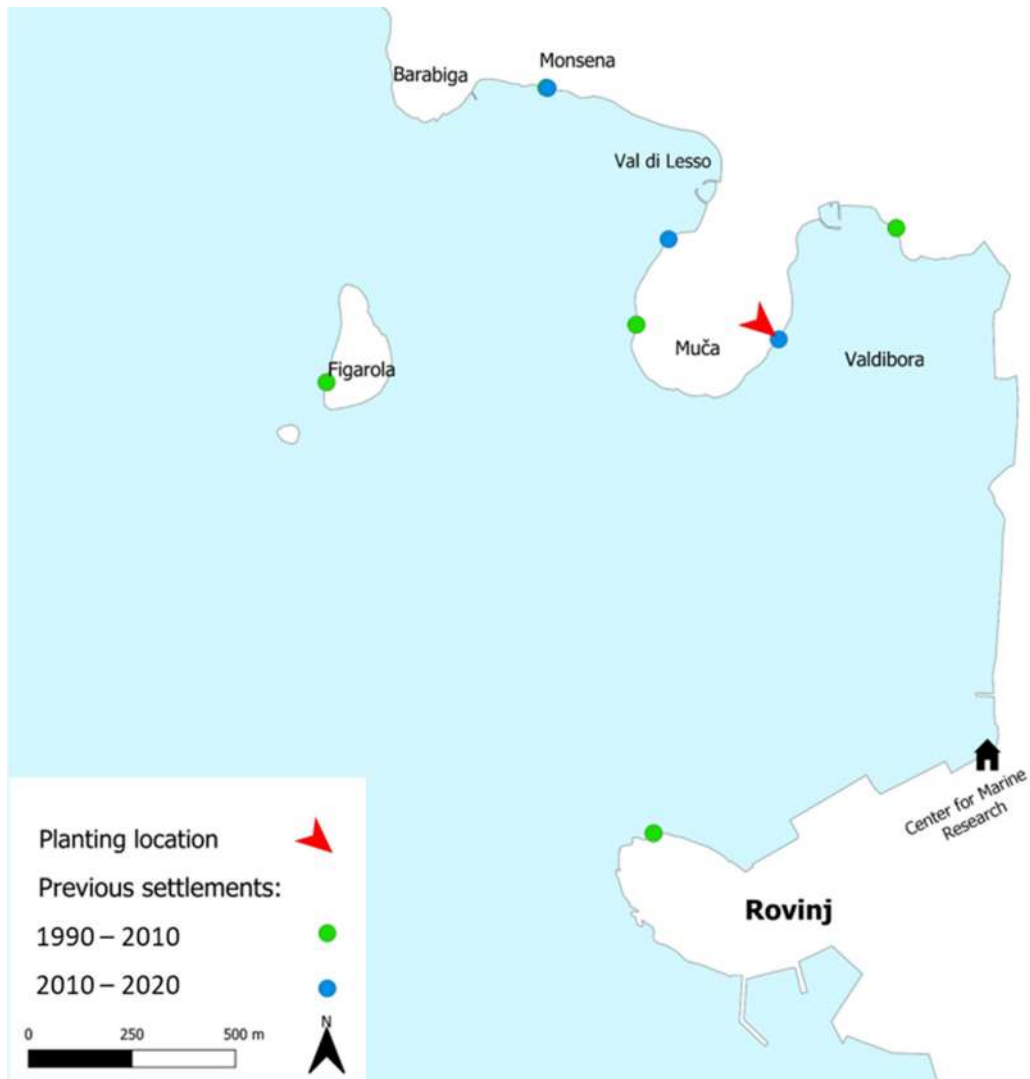 Monsena
Barabiga
Val di Lesso
Muča
Valdibora
Figarola
Center for Marine
Research
Rovinj
Planting location
Previous settlements:
1990 – 2010
2010 – 2020
N
0 250 500 m